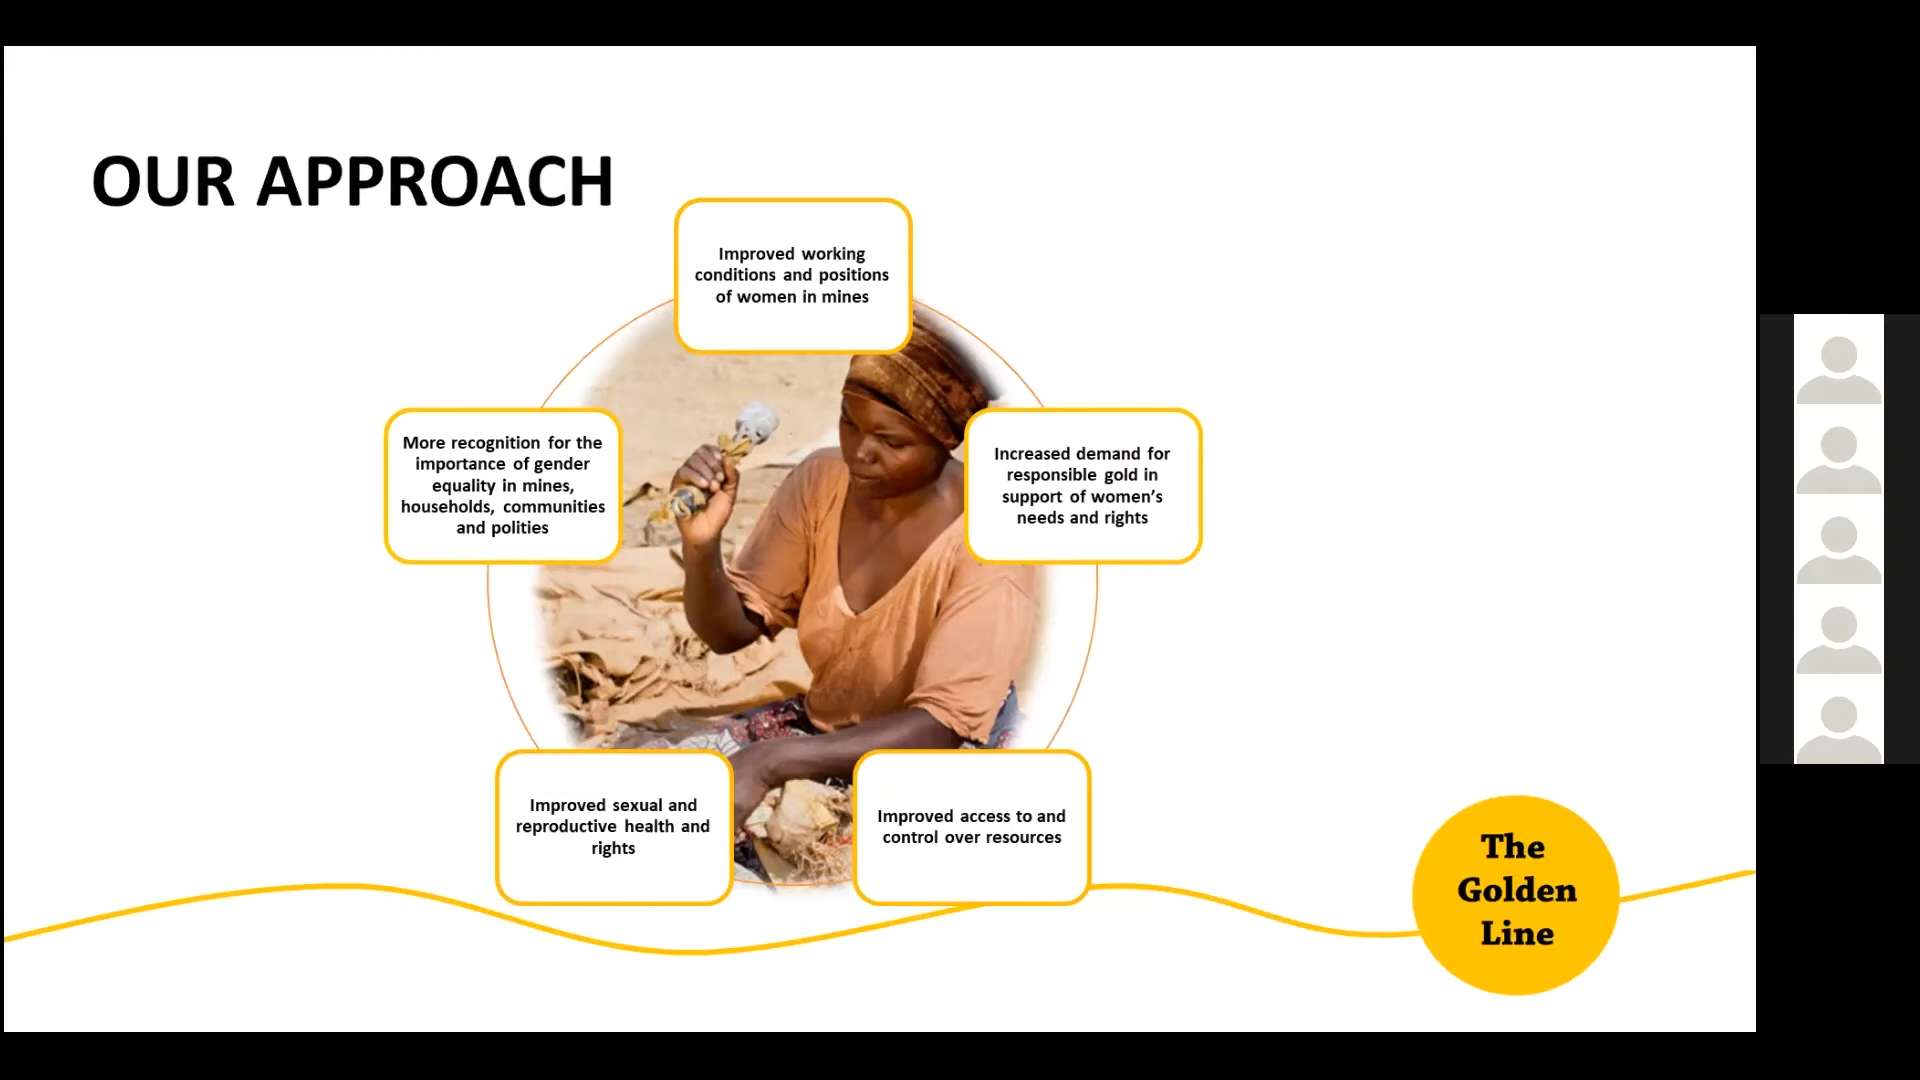 OUR APPROACH
Improved working
conditions and positions
of women in mines
More recognition for the
importance of gender
equality in mines,
households, communities
and polities
Increased demand for
responsible gold in
support of women's
needs and rights
Improved sexual and
reproductive health and
rights
Improved access to and
control over resources
The
Golden
Line